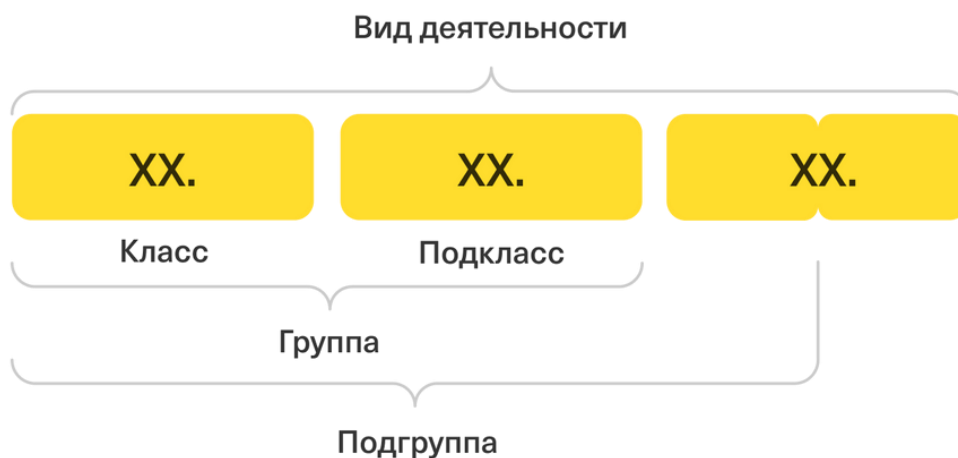 Вид деятельности
XX. XX. XX.
Класс Подкласс
Группа
Подгруппа